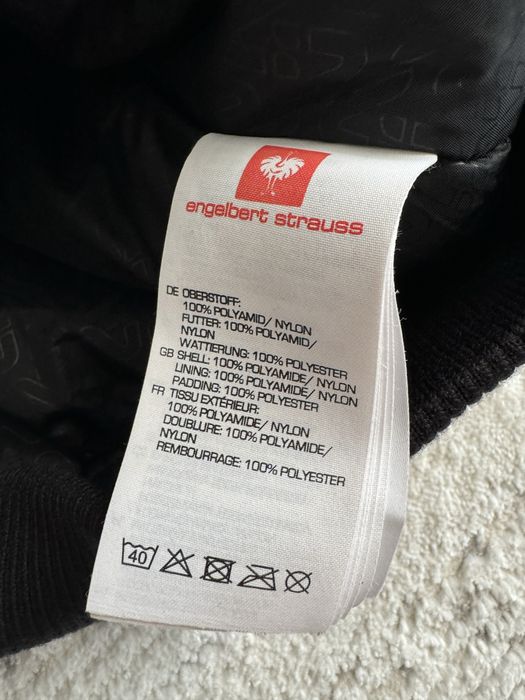 engelbert strauss
DE OBERSTOFF:
100% POLYAMID/ NYLON
FUTTER: 100% POLYAMID/
NYLON
WATTIERUNG: 100% POLYESTER
GB SHELL: 100% POLYAMIDE/ NYLON
LINING: 100% POLYAMIDE/ NYLON
PADDING: 100% POLYESTER
FR TISSU EXTÉRIEUR:
100% POLYAMIDE/ NYLON
DOUBLURE: 100% POLYAMIDE/
NYLON
REMBOURRAGE: 100% POLYESTER
40